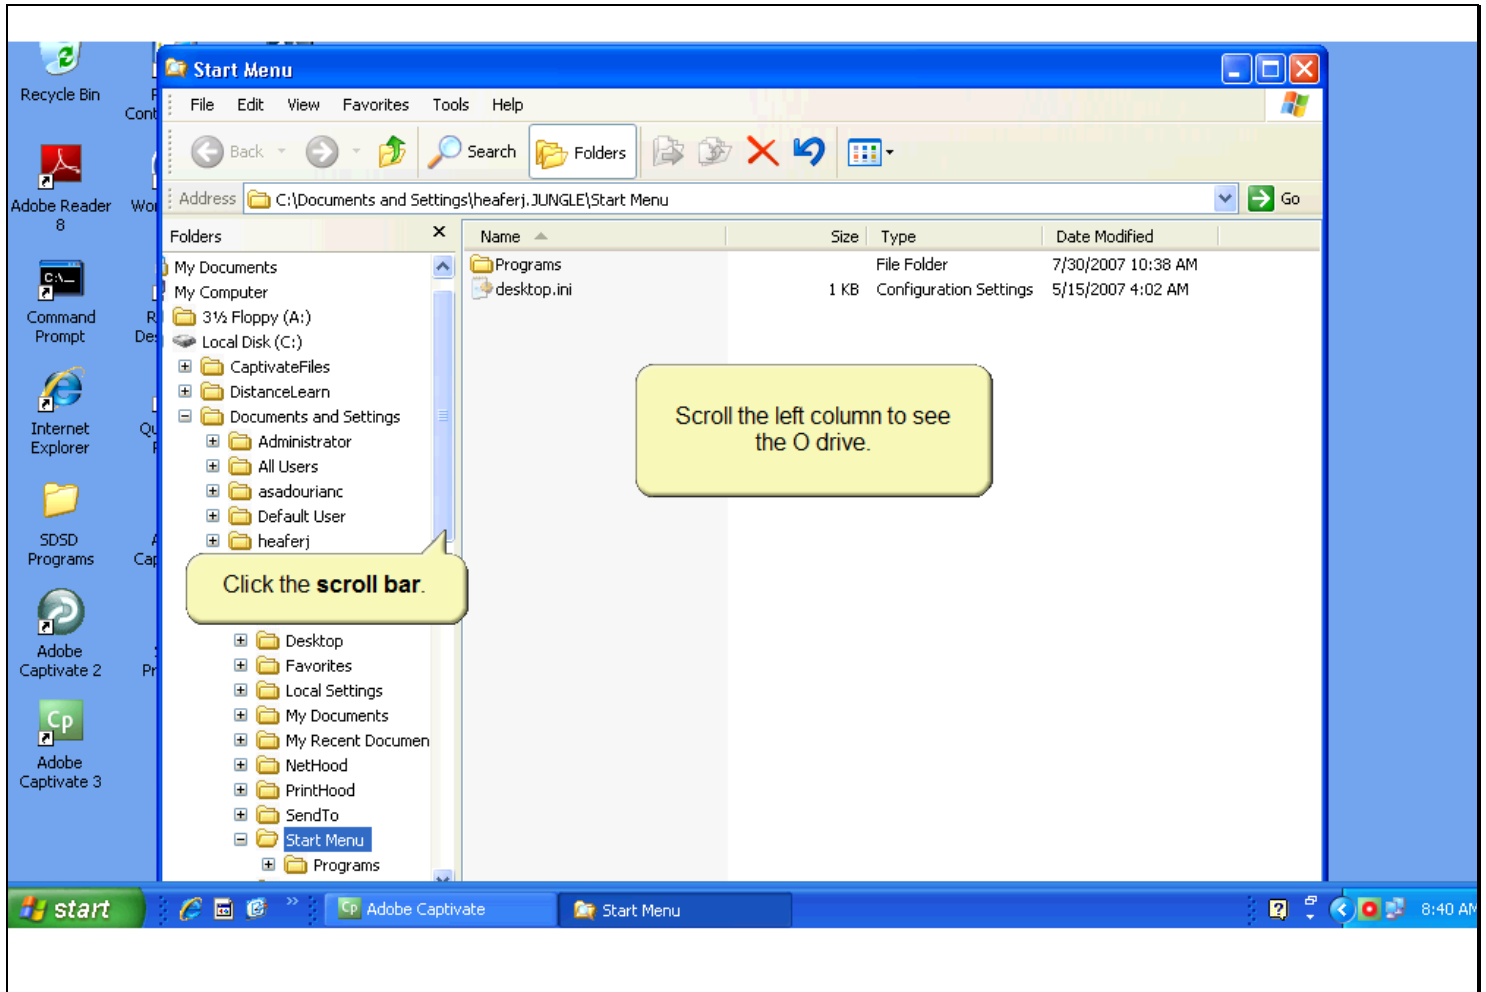 Recycle Bin
Cont
Adobe Reader
8
Wor
Command
Prompt
R
Des
Internet
Explorer
Qu
SDSD
Programs
Cap
Adobe
Captivate 2
Pr
Adobe
Captivate 3
Start Menu
File Edit View Favorites Tools Help
Back Search Folders
Address C:\Documents and Settings\heaferj.JUNGLE\Start Menu Go
Folders
Name Size Type Date Modified
My Documents
My Computer
3½ Floppy (A:)
Local Disk (C:)
CaptivateFiles
DistanceLearn
Documents and Settings
Administrator
All Users
asadourianc
Default User
heaferj
Click the scroll bar.
Desktop
Favorites
Local Settings
My Documents
My Recent Documen
NetHood
PrintHood
SendTo
Start Menu
Programs
Programs File Folder 7/30/2007 10:38 AM
desktop.ini 1 KB Configuration Settings 5/15/2007 4:02 AM
Scroll the left column to see
the O drive.
start Adobe Captivate Start Menu 8:40 AM